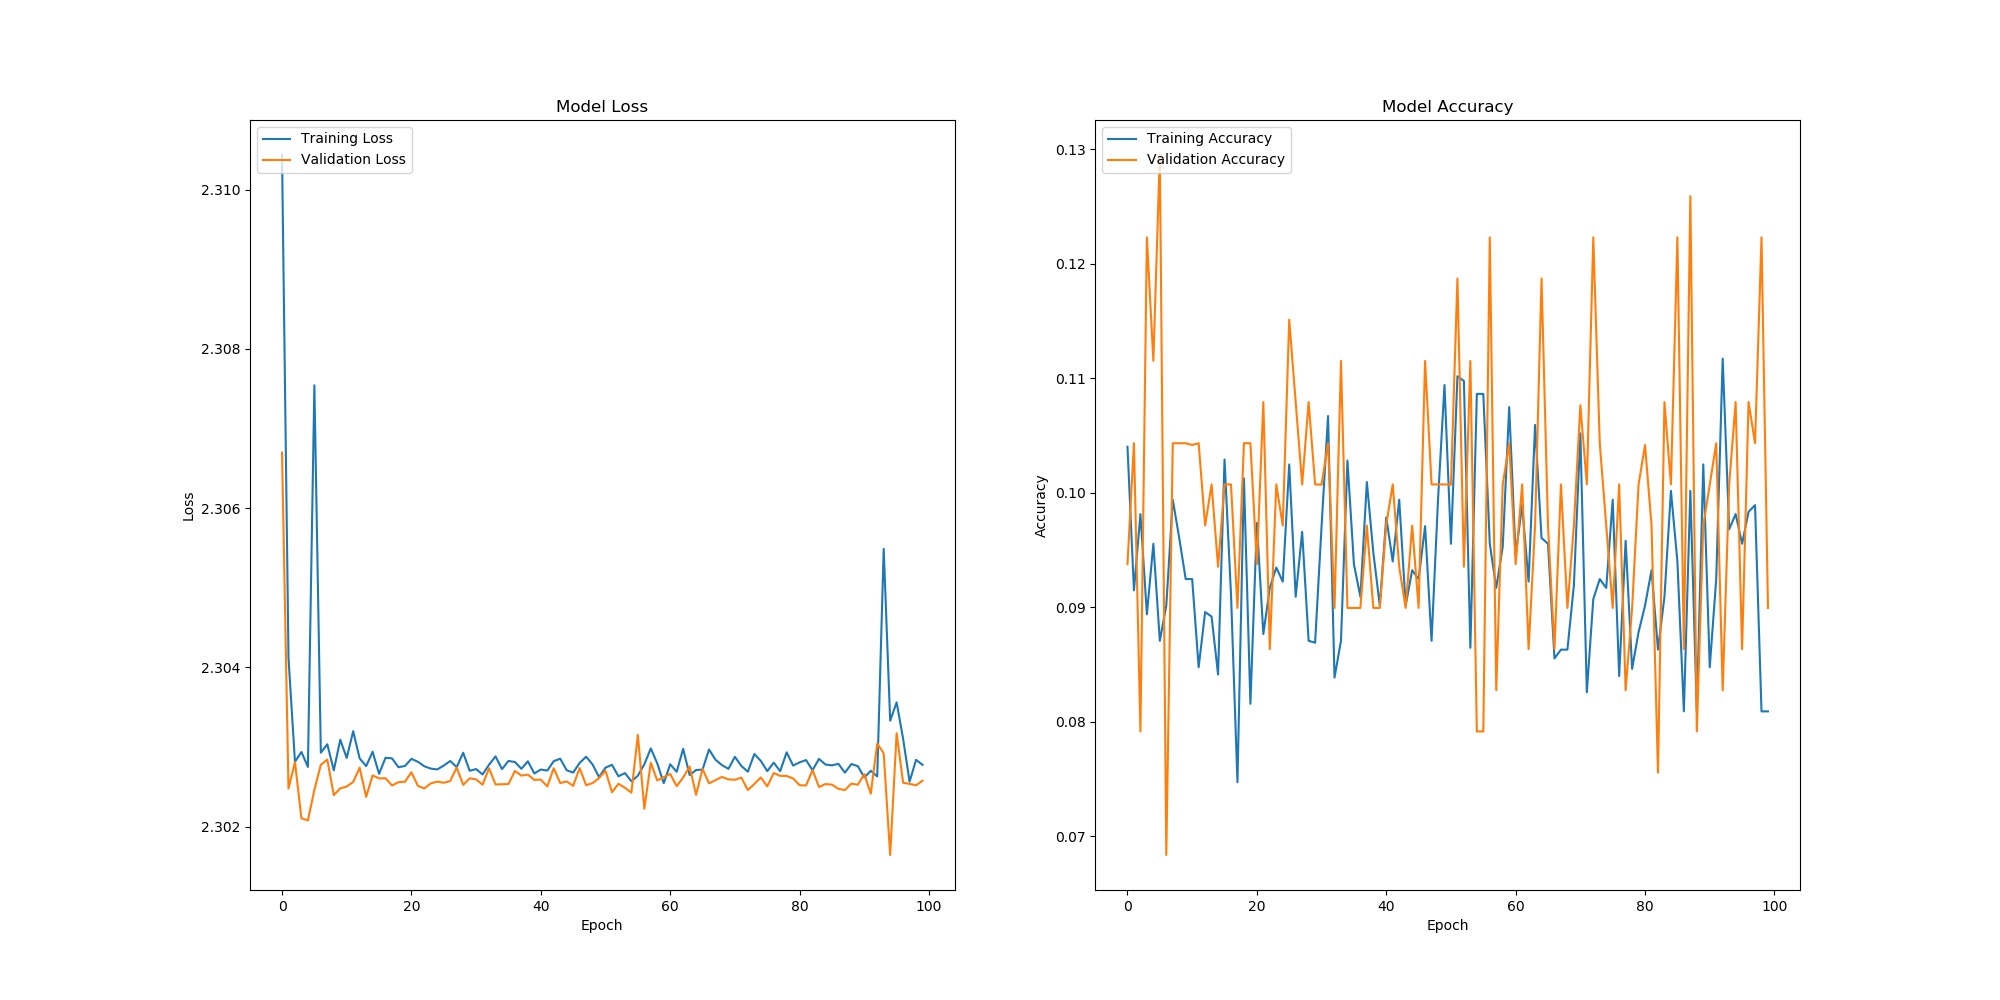 Model Loss
Training Loss
Validation Loss
2.310
2.308
2.306
2.304
2.302
Loss
0
20
40
60
80
100
Epoch
Model Accuracy
Training Accuracy
Validation Accuracy
0.13
0.12
0.11
0.10
0.09
0.08
0.07
Accuracy
0
20
40
60
80
100
Epoch